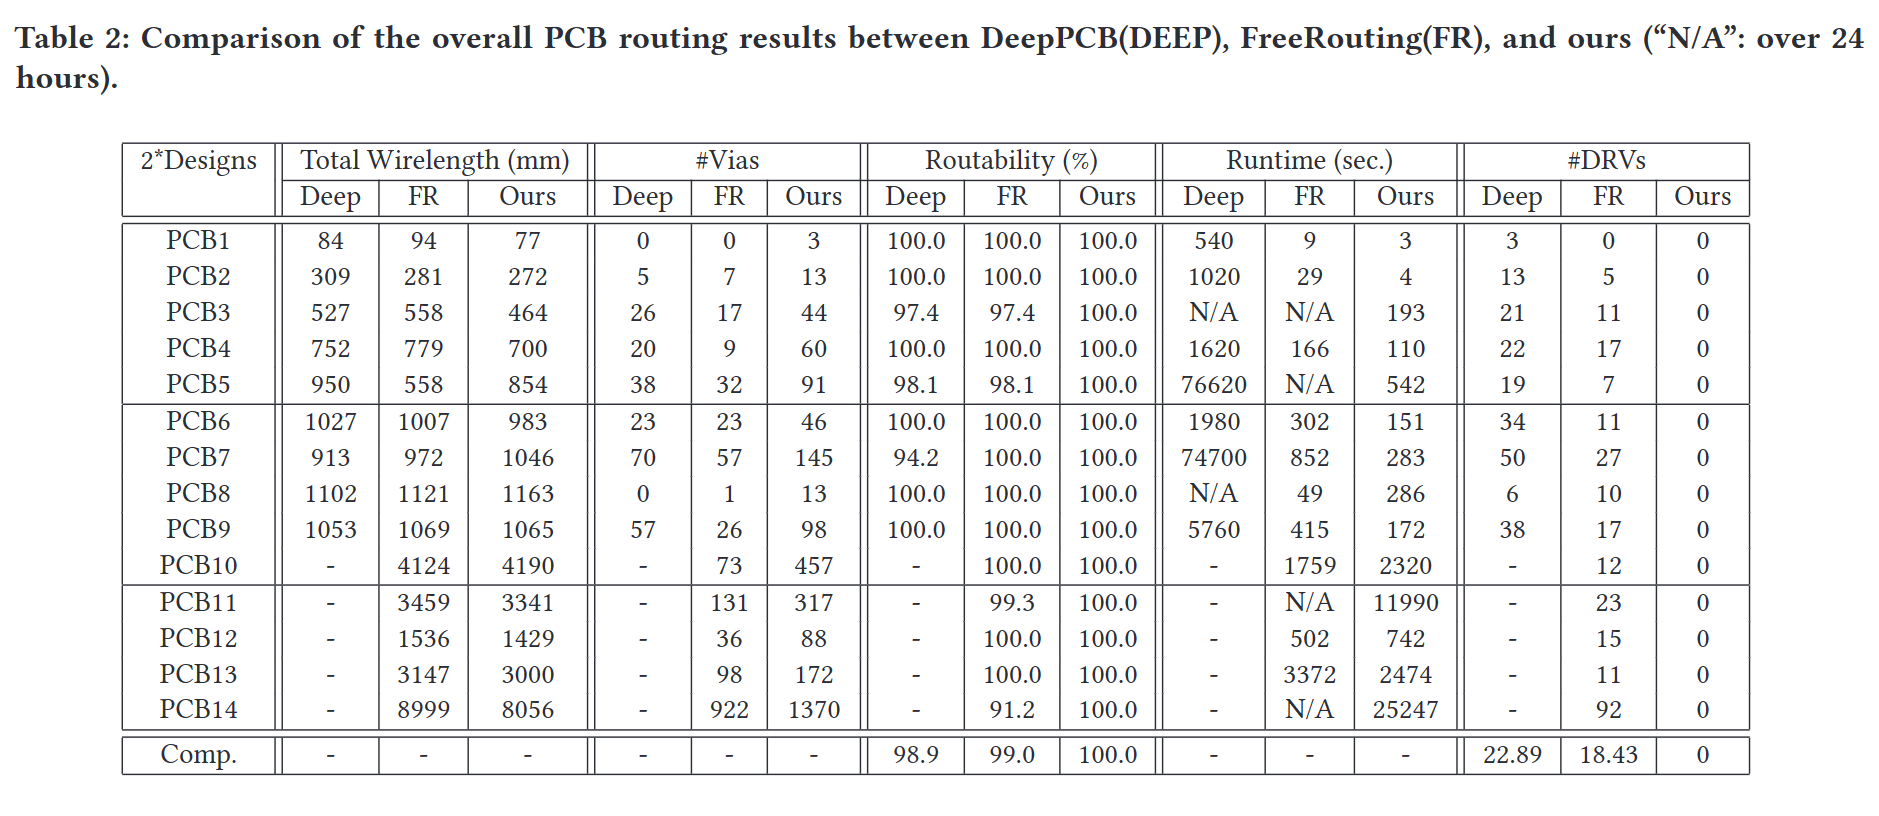 Table 2: Comparison of the overall PCB routing results between DeepPCB(DEEP), FreeRouting(FR), and ours (“N/A”: over 24
hours).
2*Designs Total Wirelength (mm) #Vias Routability (%) Runtime (sec.) #DRVs
Deep FR Ours Deep FR Ours Deep FR Ours Deep FR Ours Deep FR Ours
PCB1 84 94 77 0 0 3 100.0 100.0 100.0 540 9 3 3 0 0
PCB2 309 281 272 5 7 13 100.0 100.0 100.0 1020 29 4 13 5 0
PCB3 527 558 464 26 17 44 97.4 97.4 100.0 N/A N/A 193 21 11 0
PCB4 752 779 700 20 9 60 100.0 100.0 100.0 1620 166 110 22 17 0
PCB5 950 558 854 38 32 91 98.1 98.1 100.0 76620 N/A 542 19 7 0
PCB6 1027 1007 983 23 23 46 100.0 100.0 100.0 1980 302 151 34 11 0
PCB7 913 972 1046 70 57 145 94.2 100.0 100.0 74700 852 283 50 27 0
PCB8 1102 1121 1163 0 1 13 100.0 100.0 100.0 N/A 49 286 6 10 0
PCB9 1053 1069 1065 57 26 98 100.0 100.0 100.0 5760 415 172 38 17 0
PCB10 - 4124 4190 - 73 457 - 100.0 100.0 - 1759 2320 - 12 0
PCB11 - 3459 3341 - 131 317 - 99.3 100.0 - N/A 11990 - 23 0
PCB12 - 1536 1429 - 36 88 - 100.0 100.0 - 502 742 - 15 0
PCB13 - 3147 3000 - 98 172 - 100.0 100.0 - 3372 2474 - 11 0
PCB14 - 8999 8056 - 922 1370 - 91.2 100.0 - N/A 25247 - 92 0
Comp. - - - - - - 98.9 99.0 100.0 - - - 22.89 18.43 0